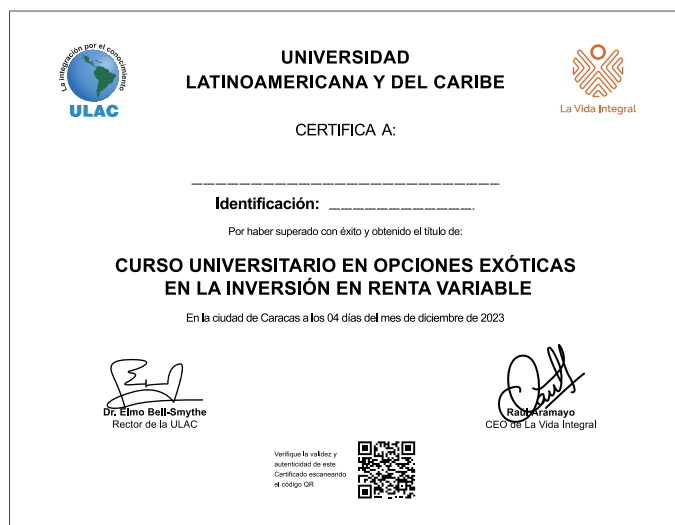 La integración por el conocimiento
ULAC
UNIVERSIDAD
LATINOAMERICANA Y DEL CARIBE
La Vida Integral
CERTIFICA A:
Identificación:
Por haber superado con éxito y obtenido el título de:
CURSO UNIVERSITARIO EN OPCIONES EXÓTICAS
EN LA INVERSIÓN EN RENTA VARIABLE
En la ciudad de Caracas a los 04 días del mes de diciembre de 2023
Dr. Elmo Bell-Smythe
Rector de la ULAC
Raúl Aramayo
CEO de La Vida Integral
Verifique la validez y
autenticidad de este
Certificado escaneando
el código QR